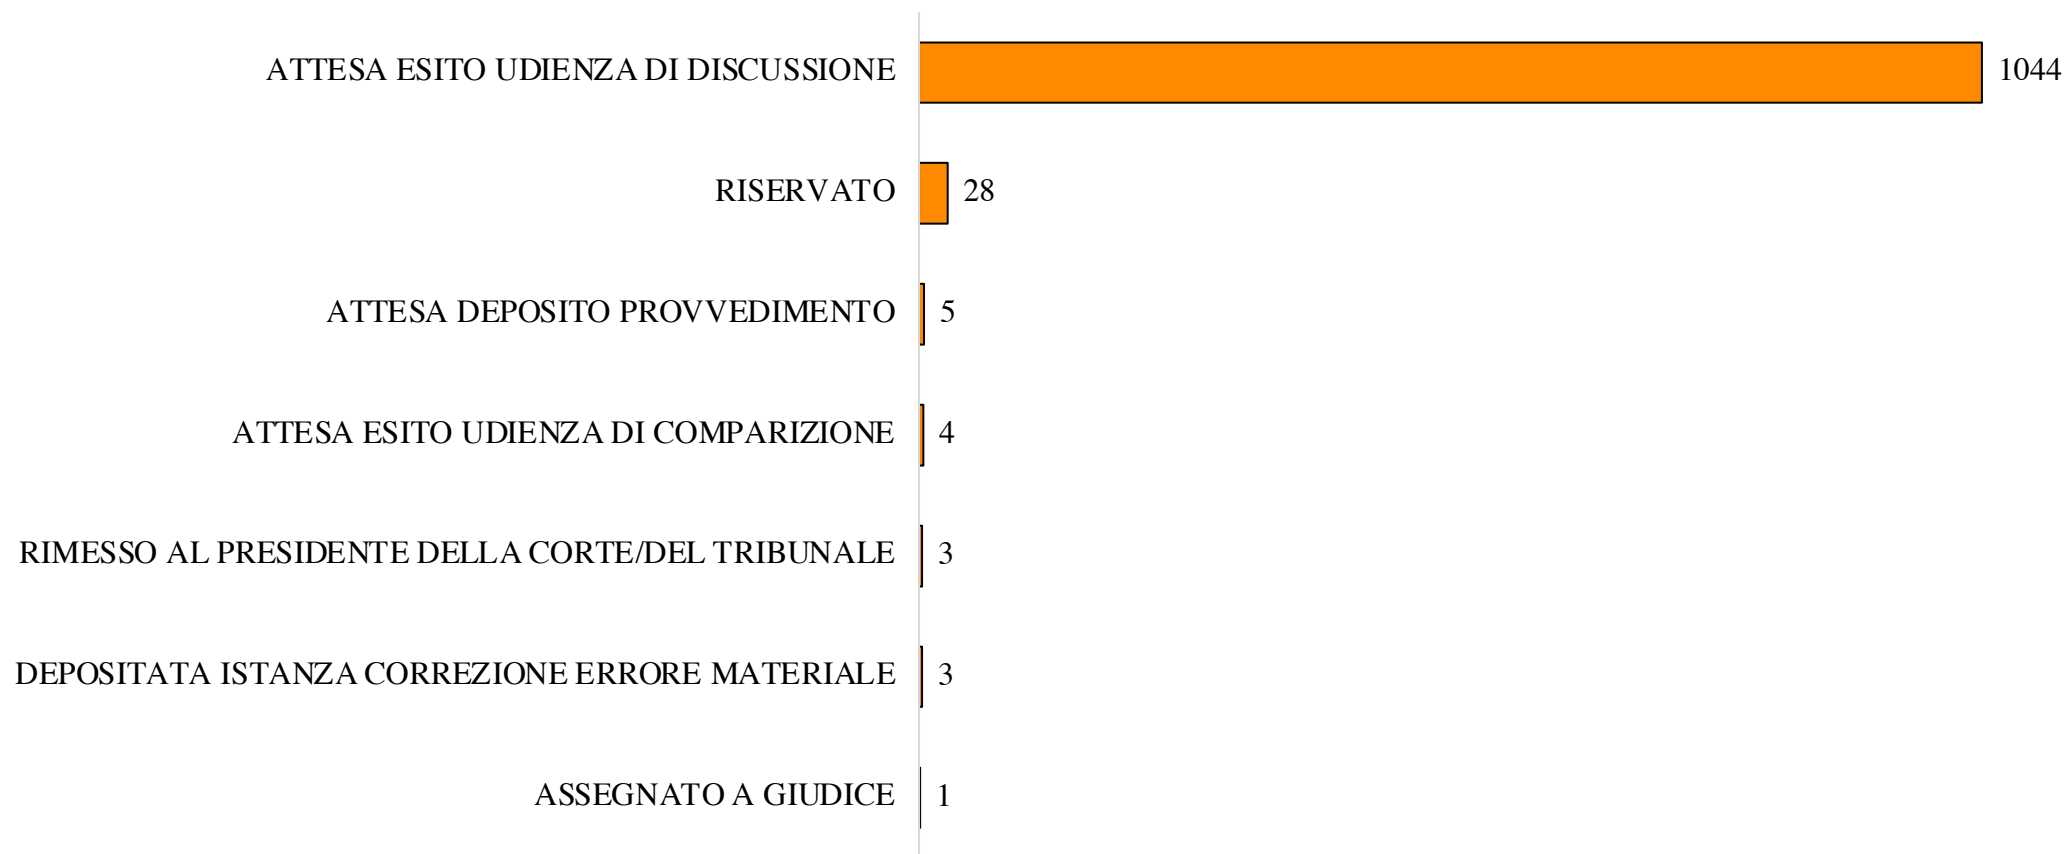 ATTESA ESITO UDIENZA DI DISCUSSIONE 1044
RISERVATO 28
ATTESA DEPOSITO PROVVEDIMENTO 5
ATTESA ESITO UDIENZA DI COMPARIZIONE 4
RIMESSO AL PRESIDENTE DELLA CORTE/DEL TRIBUNALE 3
DEPOSITATA ISTANZA CORREZIONE ERRORE MATERIALE 3
ASSEGNATO A GIUDICE 1